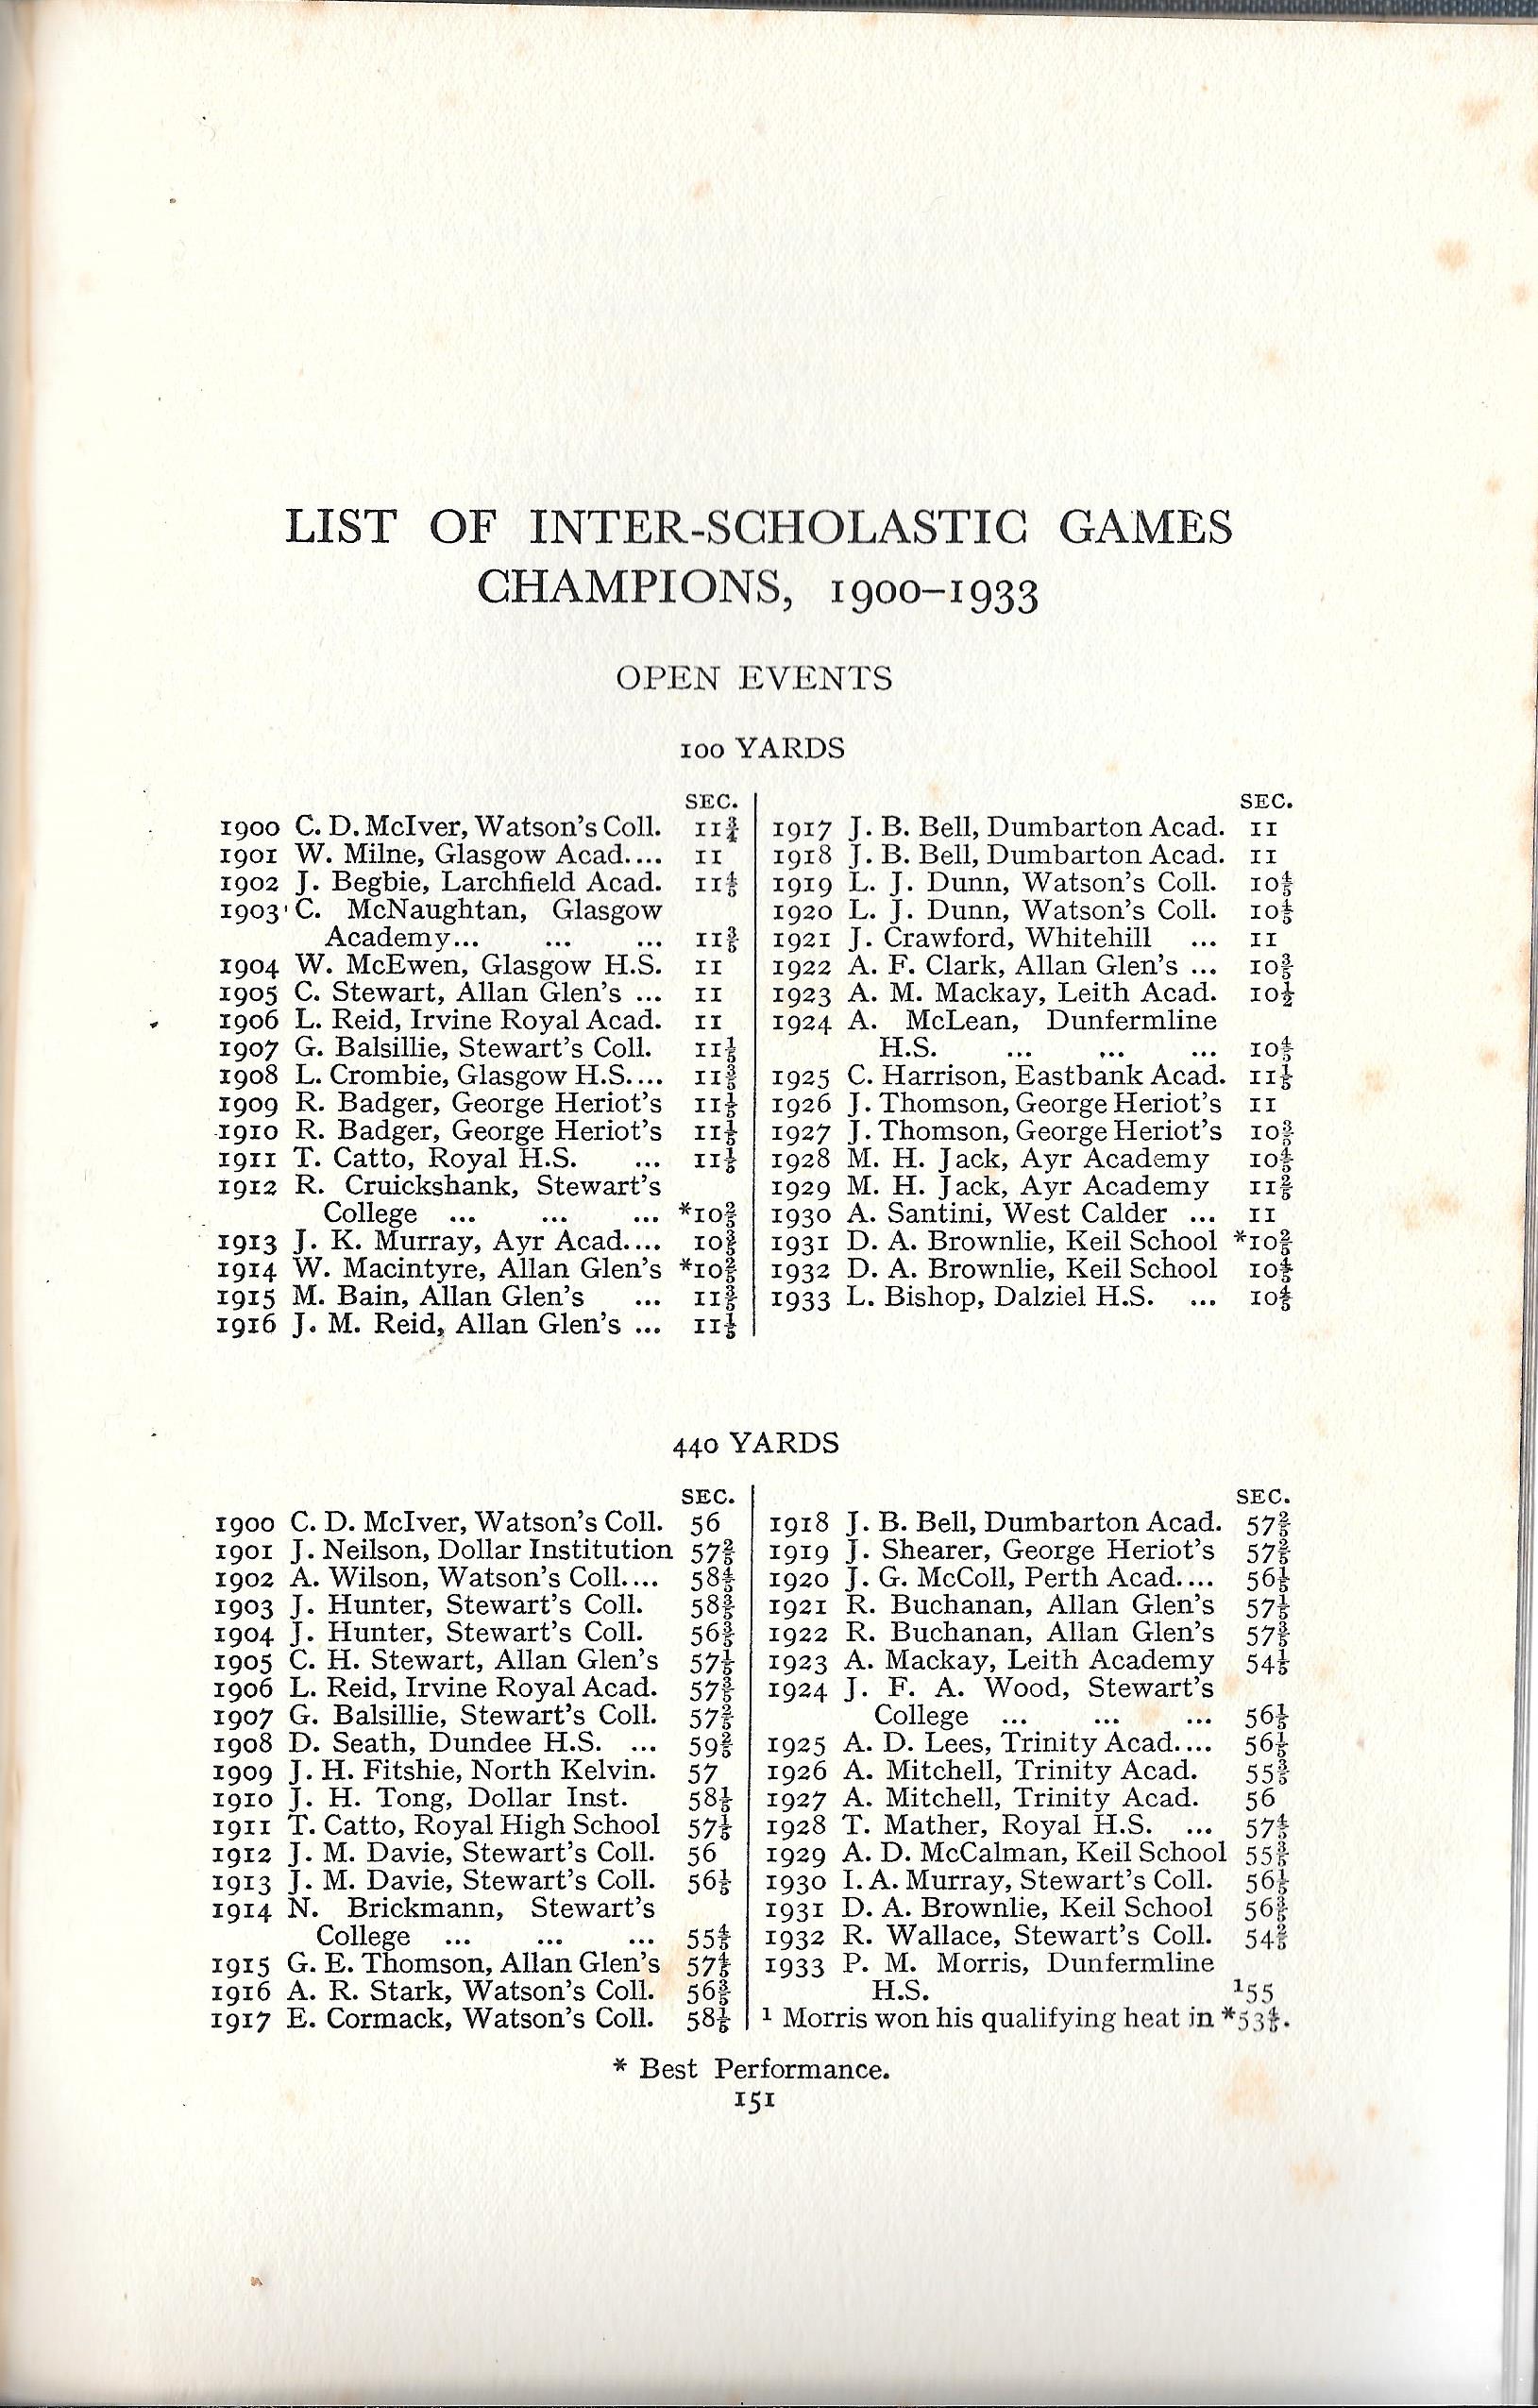 LIST OF INTER-SCHOLASTIC GAMES
CHAMPIONS, 1900–1933
OPEN EVENTS
100 YARDS
SEC.
1900 C. D. McIver, Watson's Coll. 11¾
1901 W. Milne, Glasgow Acad.... 11
1902 J. Begbie, Larchfield Acad. 11⅘
1903 C. McNaughtan, Glasgow
Academy... ... ... 11⅗
1904 W. McEwen, Glasgow H.S. 11
1905 C. Stewart, Allan Glen's ... 11
1906 L. Reid, Irvine Royal Acad. 11
1907 G. Balsillie, Stewart's Coll. 11⅕
1908 L. Crombie, Glasgow H.S.... 11⅗
1909 R. Badger, George Heriot's 11⅕
1910 R. Badger, George Heriot's 11⅕
1911 T. Catto, Royal H.S. ... 11⅕
1912 R. Cruickshank, Stewart's
College ... ... ... *10⅖
1913 J. K. Murray, Ayr Acad.... 10⅗
1914 W. Macintyre, Allan Glen's *10⅖
1915 M. Bain, Allan Glen's ... 11⅗
1916 J. M. Reid, Allan Glen's ... 11⅕
SEC.
1917 J. B. Bell, Dumbarton Acad. 11
1918 J. B. Bell, Dumbarton Acad. 11
1919 L. J. Dunn, Watson's Coll. 10⅘
1920 L. J. Dunn, Watson's Coll. 10⅘
1921 J. Crawford, Whitehill ... 11
1922 A. F. Clark, Allan Glen's ... 10⅗
1923 A. M. Mackay, Leith Acad. 10½
1924 A. McLean, Dunfermline
H.S. ... ... ... 10⅘
1925 C. Harrison, Eastbank Acad. 11⅕
1926 J. Thomson, George Heriot's 11
1927 J. Thomson, George Heriot's 10⅗
1928 M. H. Jack, Ayr Academy 10⅘
1929 M. H. Jack, Ayr Academy 11⅖
1930 A. Santini, West Calder ... 11
1931 D. A. Brownlie, Keil School *10⅖
1932 D. A. Brownlie, Keil School 10⅘
1933 L. Bishop, Dalziel H.S. ... 10⅘
440 YARDS
SEC.
1900 C. D. McIver, Watson's Coll. 56
1901 J. Neilson, Dollar Institution 57⅖
1902 A. Wilson, Watson's Coll.... 58⅘
1903 J. Hunter, Stewart's Coll. 58⅗
1904 J. Hunter, Stewart's Coll. 56⅗
1905 C. H. Stewart, Allan Glen's 57⅕
1906 L. Reid, Irvine Royal Acad. 57⅗
1907 G. Balsillie, Stewart's Coll. 57⅖
1908 D. Seath, Dundee H.S. ... 59⅖
1909 J. H. Fitshie, North Kelvin. 57
1910 J. H. Tong, Dollar Inst. 58⅕
1911 T. Catto, Royal High School 57⅕
1912 J. M. Davie, Stewart's Coll. 56
1913 J. M. Davie, Stewart's Coll. 56⅕
1914 N. Brickmann, Stewart's
College ... ... ... 55⅘
1915 G. E. Thomson, Allan Glen's 57⅘
1916 A. R. Stark, Watson's Coll. 56⅗
1917 E. Cormack, Watson's Coll. 58⅕
SEC.
1918 J. B. Bell, Dumbarton Acad. 57⅖
1919 J. Shearer, George Heriot's 57⅖
1920 J. G. McColl, Perth Acad.... 56⅕
1921 R. Buchanan, Allan Glen's 57⅕
1922 R. Buchanan, Allan Glen's 57⅗
1923 A. Mackay, Leith Academy 54⅕
1924 J. F. A. Wood, Stewart's
College ... ... ... 56⅕
1925 A. D. Lees, Trinity Acad.... 56⅕
1926 A. Mitchell, Trinity Acad. 55⅗
1927 A. Mitchell, Trinity Acad. 56
1928 T. Mather, Royal H.S. ... 57⅘
1929 A. D. McCalman, Keil School 55⅗
1930 I. A. Murray, Stewart's Coll. 56⅕
1931 D. A. Brownlie, Keil School 56⅗
1932 R. Wallace, Stewart's Coll. 54⅖
1933 P. M. Morris, Dunfermline
H.S. ¹55
¹ Morris won his qualifying heat in *53⅘.
* Best Performance.
151